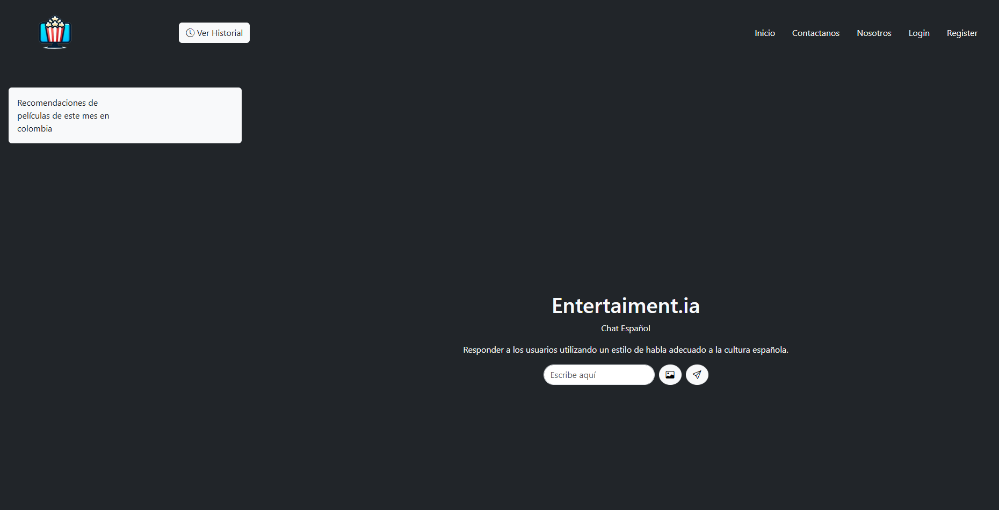 Ver Historial
Inicio
Contactanos
Nosotros
Login
Register
Recomendaciones de
películas de este mes en
colombia
Entertaiment.ia
Chat Español
Responder a los usuarios utilizando un estilo de habla adecuado a la cultura española.
Escribe aquí